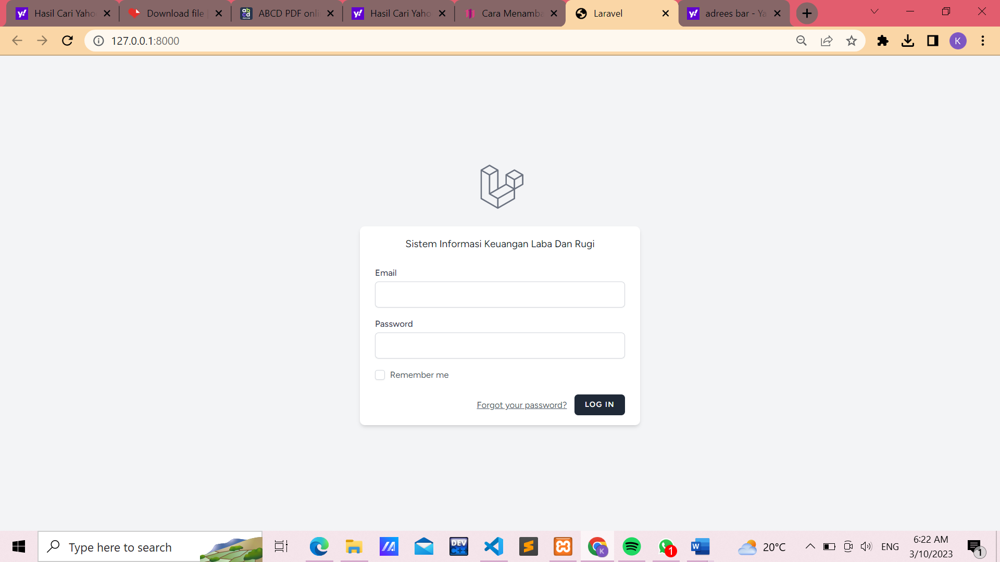 Hasil Cari Yaho
Download file
ABCD PDF onli
Hasil Cari Yaho
Cara Menamba
Laravel
adrees bar - Ya
127.0.0.1:8000
K
Sistem Informasi Keuangan Laba Dan Rugi
Email
Password
Remember me
Forgot your password?
LOG IN
Type here to search
DEV
C++
K
1
W
20°C
ENG
6:22 AM
3/10/2023
1